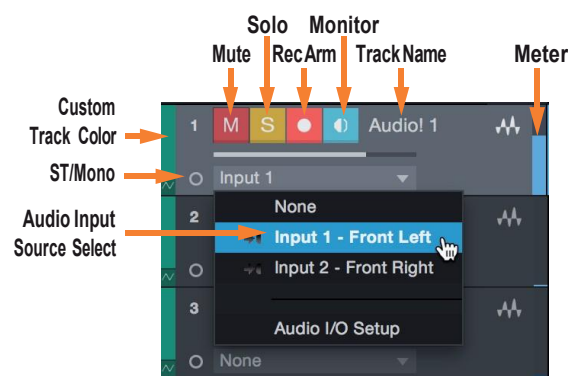 Solo Monitor
Mute Rec Arm Track Name Meter
Custom
Track Color
1 M S Audio! 1
ST/Mono
Input 1
None
2
Audio Input
Source Select
Input 1 - Front Left
Input 2 - Front Right
3
Audio I/O Setup
None